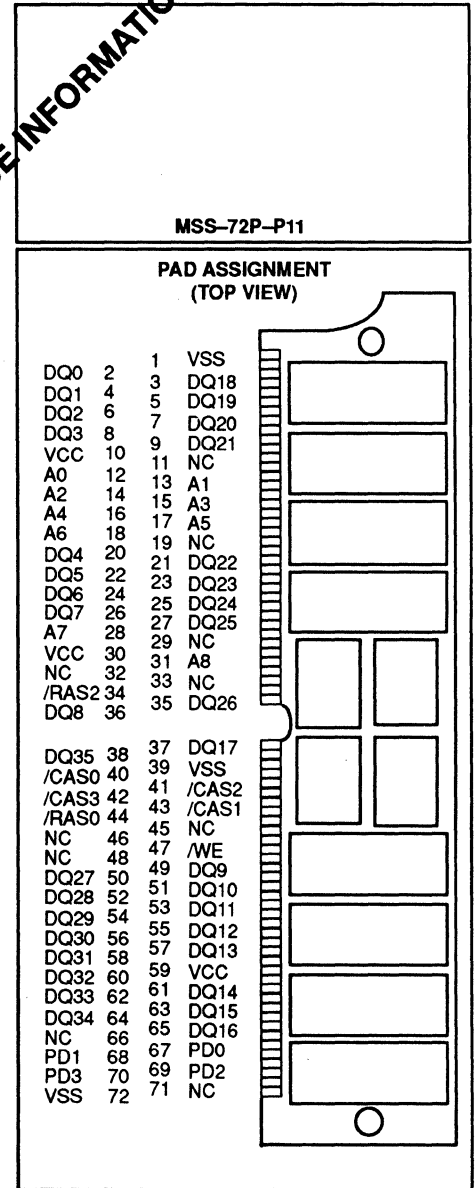 E INFORMATIO
MSS–72P–P11
PAD ASSIGNMENT
(TOP VIEW)
DQ0 2
DQ1 4
DQ2 6
DQ3 8
VCC 10
A0 12
A2 14
A4 16
A6 18
DQ4 20
DQ5 22
DQ6 24
DQ7 26
A7 28
VCC 30
NC 32
/RAS2 34
DQ8 36
DQ35 38
/CAS0 40
/CAS3 42
/RAS0 44
NC 46
NC 48
DQ27 50
DQ28 52
DQ29 54
DQ30 56
DQ31 58
DQ32 60
DQ33 62
DQ34 64
NC 66
PD1 68
PD3 70
VSS 72
1 VSS
3 DQ18
5 DQ19
7 DQ20
9 DQ21
11 NC
13 A1
15 A3
17 A5
19 NC
21 DQ22
23 DQ23
25 DQ24
27 DQ25
29 NC
31 A8
33 NC
35 DQ26
37 DQ17
39 VSS
41 /CAS2
43 /CAS1
45 NC
47 /WE
49 DQ9
51 DQ10
53 DQ11
55 DQ12
57 DQ13
59 VCC
61 DQ14
63 DQ15
65 DQ16
67 PD0
69 PD2
71 NC